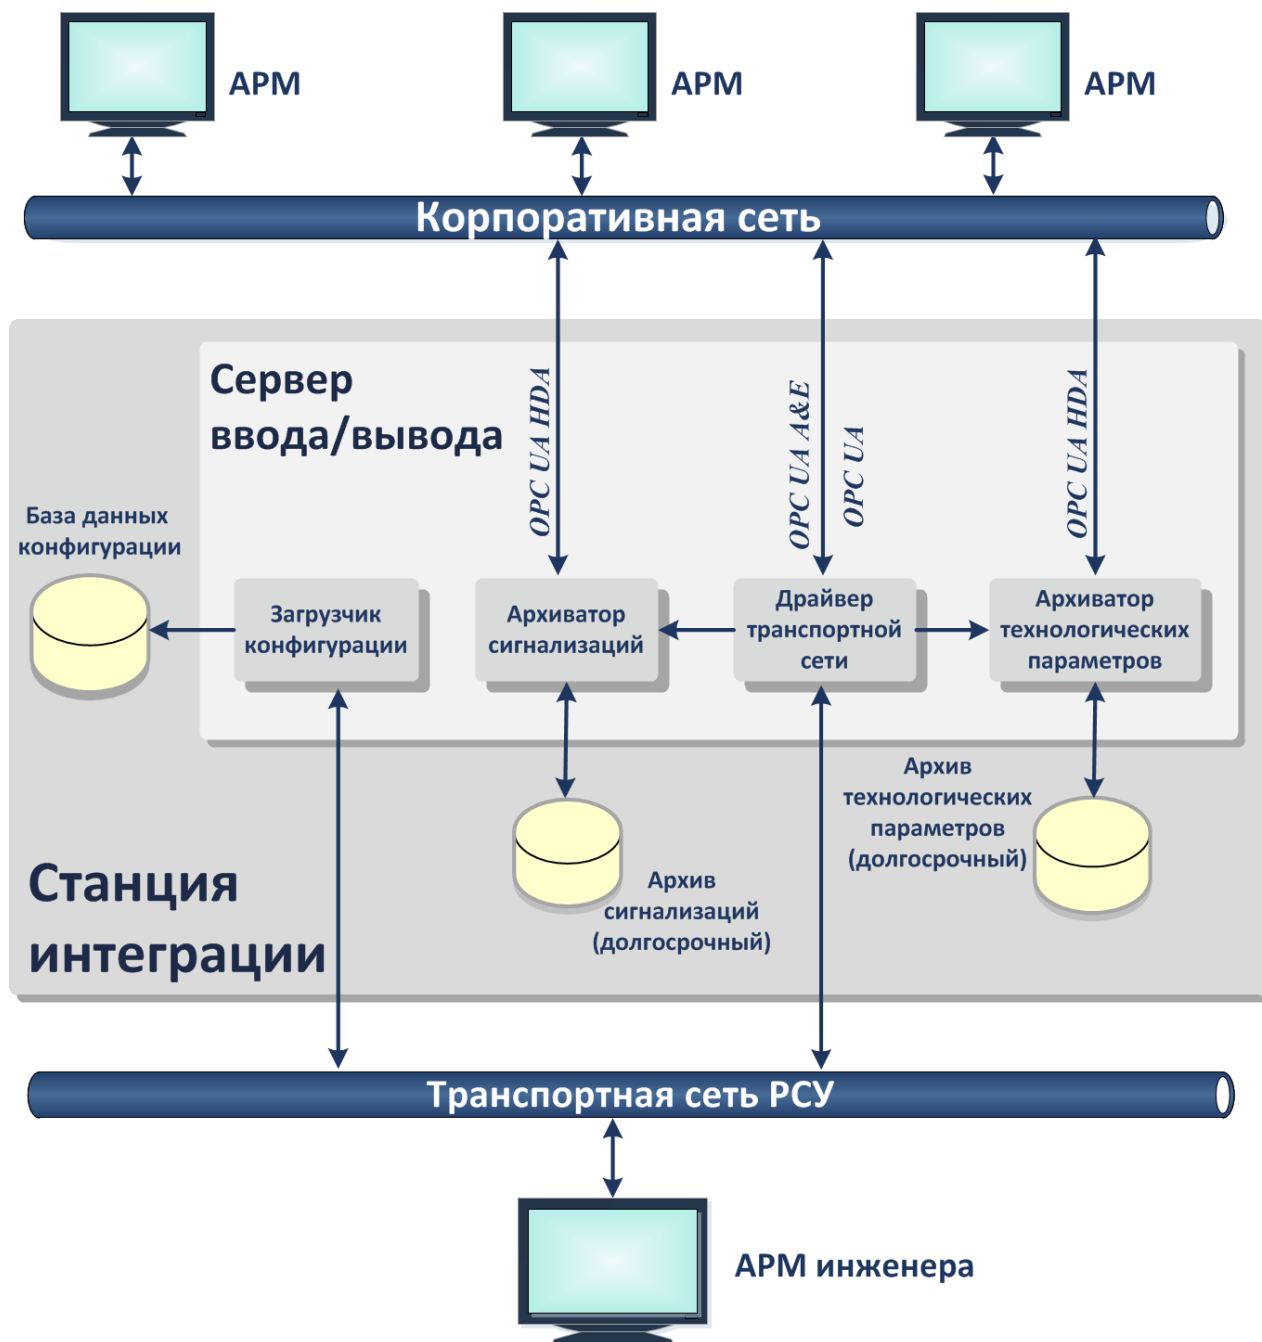 АРМ
АРМ
АРМ
Корпоративная сеть
Сервер
ввода/вывода
OPC UA HDA
OPC UA A&E
OPC UA
OPC UA HDA
База данных
конфигурации
Загрузчик
конфигурации
Архиватор
сигнализаций
Драйвер
транспортной
сети
Архиватор
технологических
параметров
Архив
технологических
параметров
(долгосрочный)
Архив
сигнализаций
(долгосрочный)
Станция
интеграции
Транспортная сеть РСУ
АРМ инженера